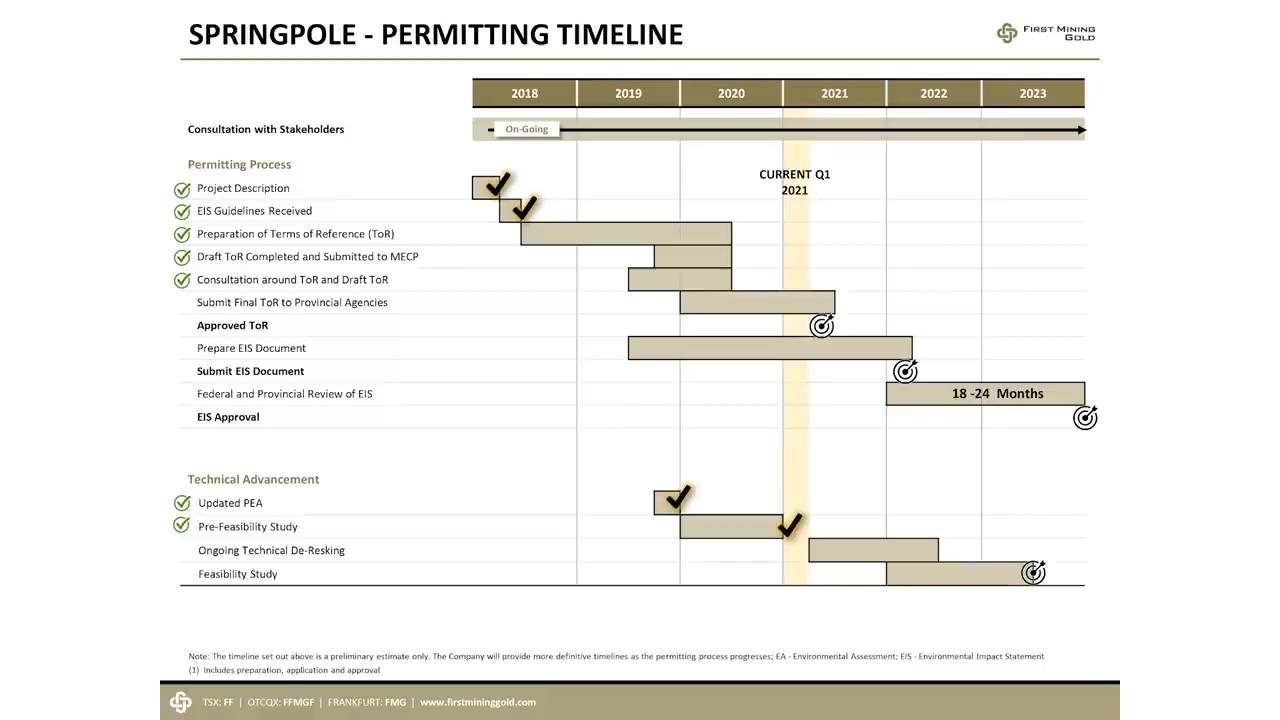 SPRINGPOLE - PERMITTING TIMELINE
FIRST MINING
GOLD
2018 2019 2020 2021 2022 2023
Consultation with Stakeholders On-Going
Permitting Process
CURRENT Q1
2021
Project Description
EIS Guidelines Received
Preparation of Terms of Reference (ToR)
Draft ToR Completed and Submitted to MECP
Consultation around ToR and Draft ToR
Submit Final ToR to Provincial Agencies
Approved ToR
Prepare EIS Document
Submit EIS Document
Federal and Provincial Review of EIS 18 -24 Months
EIS Approval
Technical Advancement
Updated PEA
Pre-Feasibility Study
Ongoing Technical De-Resking
Feasibility Study
Note: The timeline set out above is a preliminary estimate only. The Company will provide more definitive timelines as the permitting process progresses; EA - Environmental Assessment; EIS - Environmental Impact Statement
(1) Includes preparation, application and approval
TSX: FF | OTCQX: FFMGF | FRANKFURT: FMG | www.firstmininggold.com